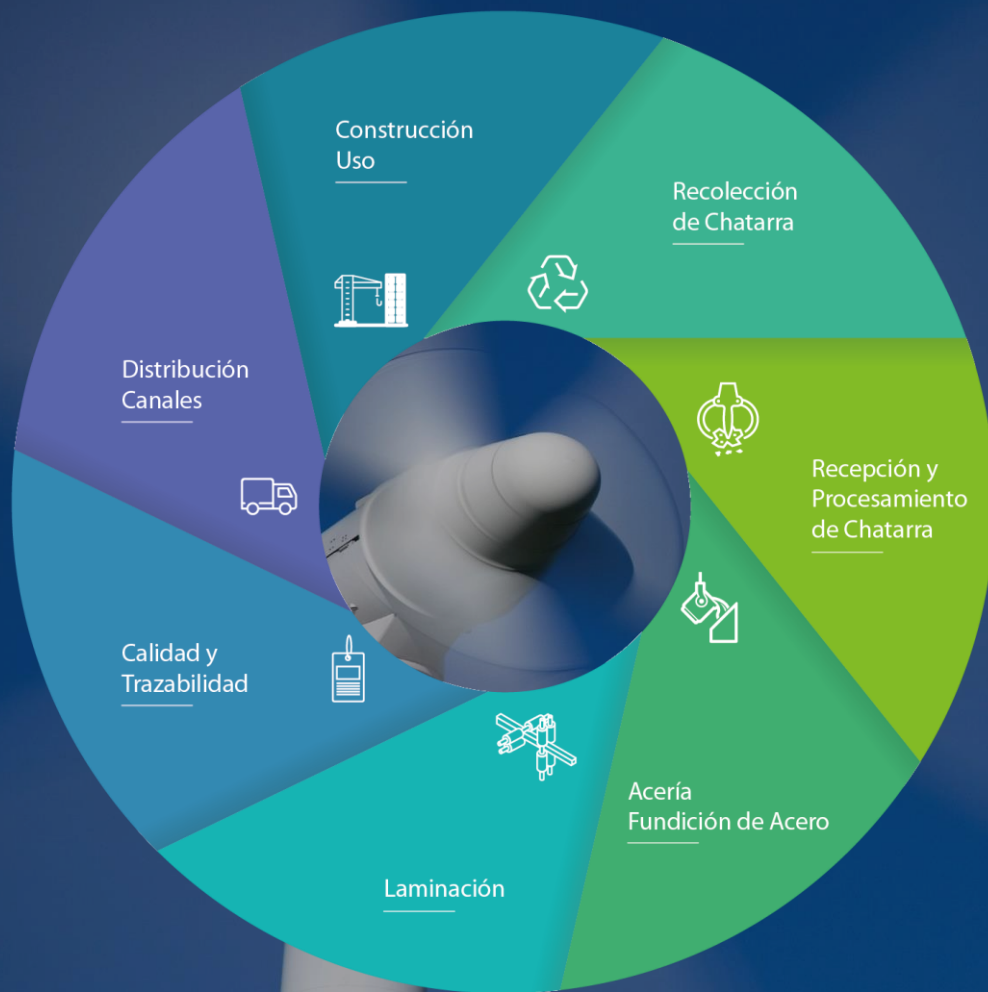 Construcción
Uso
Recolección
de Chatarra
Recepción y
Procesamiento
de Chatarra
Acería
Fundición de Acero
Laminación
Calidad y
Trazabilidad
Distribución
Canales